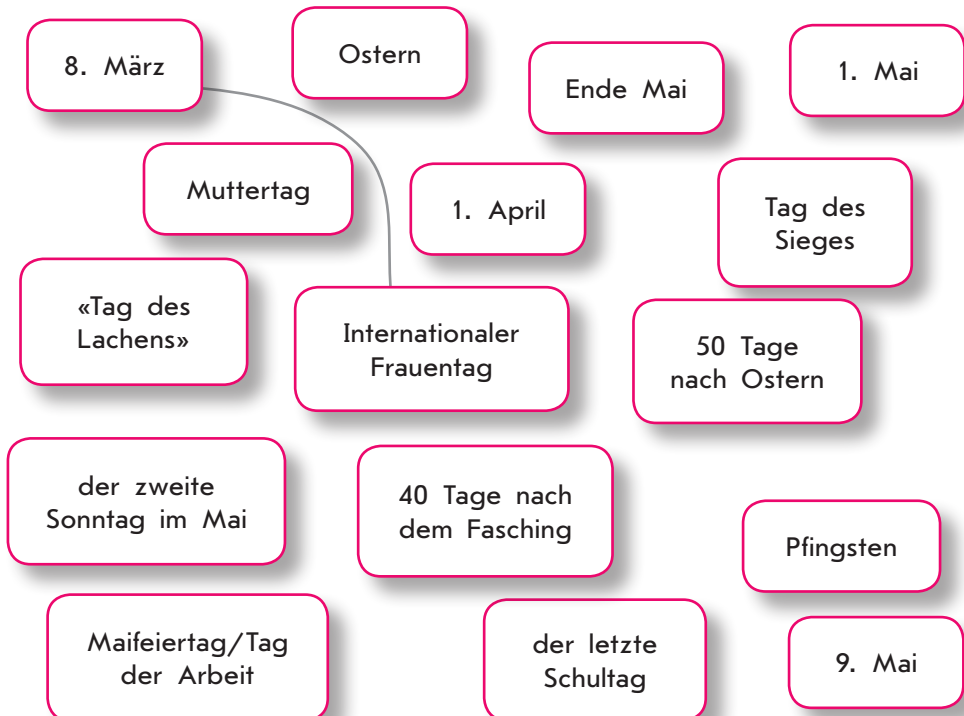 8. März
Ostern
Ende Mai
1. Mai
Muttertag
1. April
Tag des
Sieges
«Tag des
Lachens»
Internationaler
Frauentag
50 Tage
nach Ostern
der zweite
Sonntag im Mai
40 Tage nach
dem Fasching
Pfingsten
Maifeiertag/Tag
der Arbeit
der letzte
Schultag
9. Mai